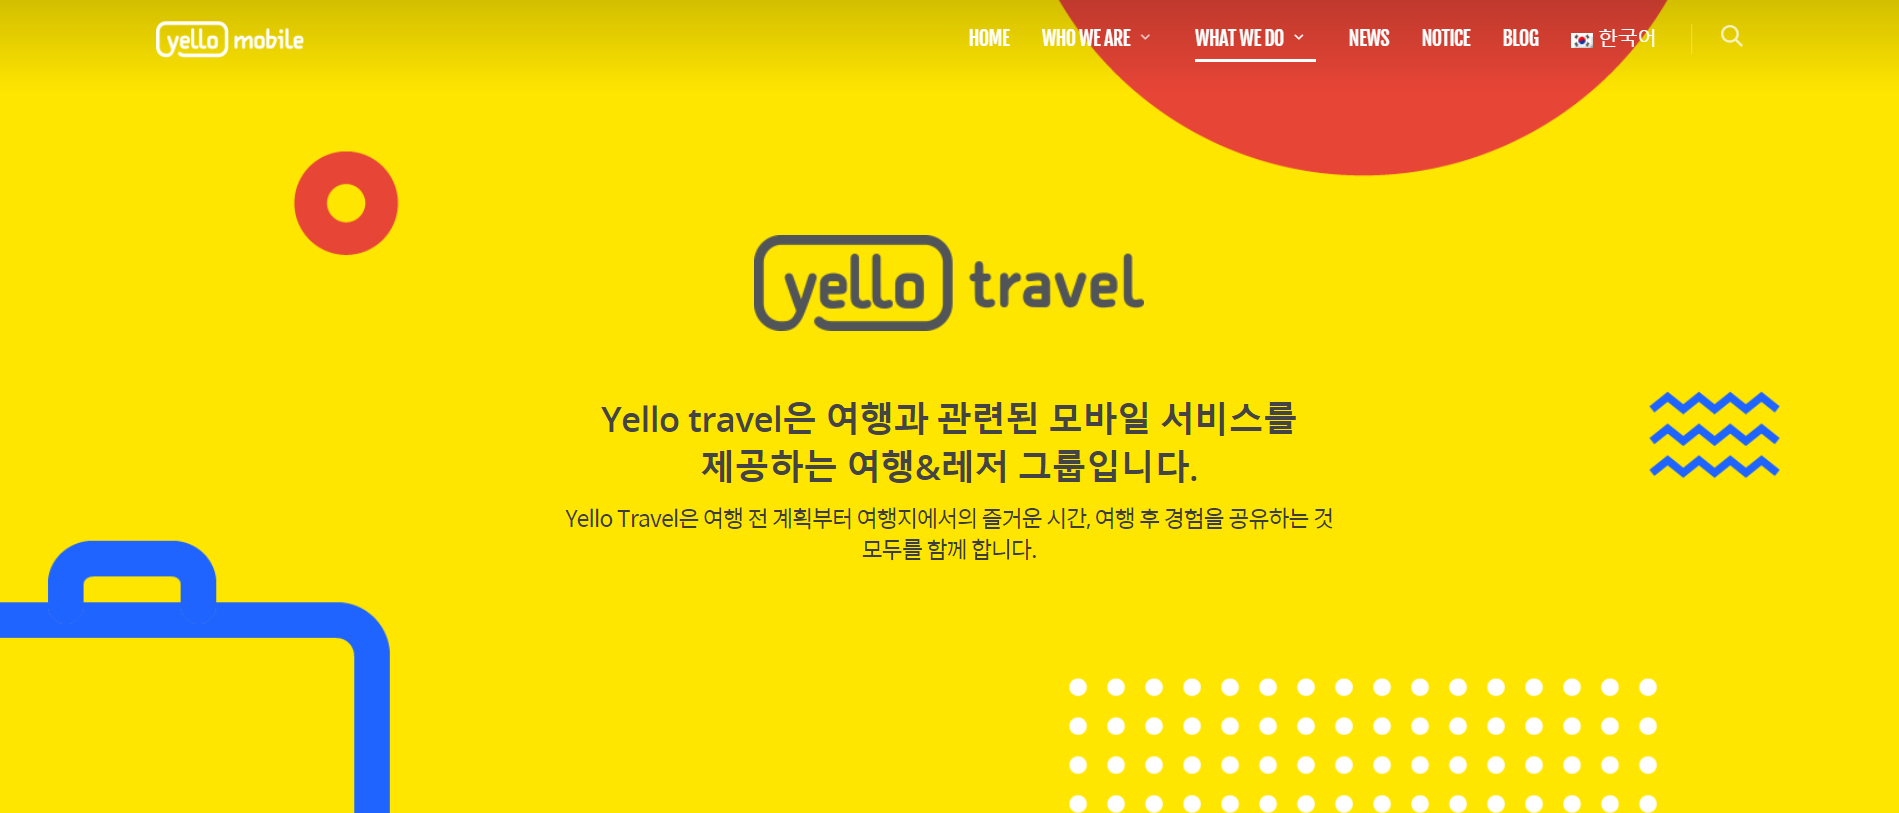 yello mobile
HOME WHO WE ARE WHAT WE DO NEWS NOTICE BLOG 한국어
yello travel
Yello travel은 여행과 관련된 모바일 서비스를
제공하는 여행&레저 그룹입니다.
Yello Travel은 여행 전 계획부터 여행지에서의 즐거운 시간, 여행 후 경험을 공유하는 것
모두를 함께 합니다.